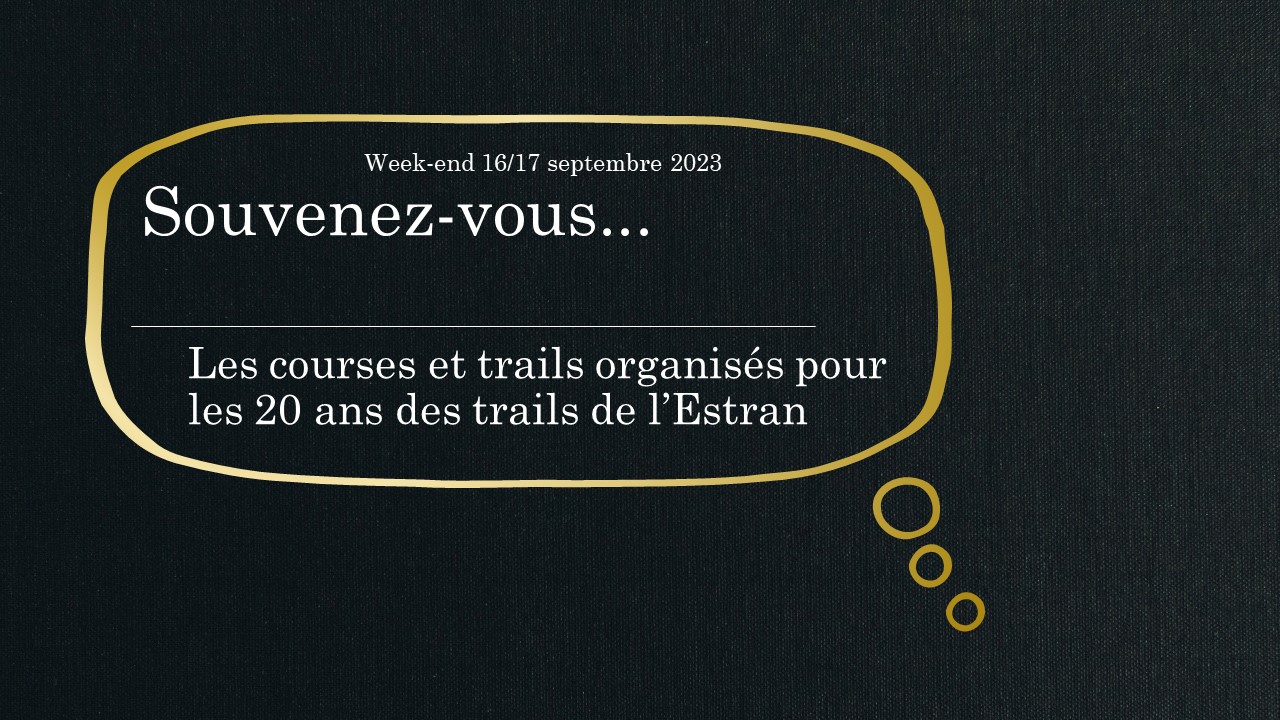 Week-end 16/17 septembre 2023
Souvenez-vous...
Les courses et trails organisés pour
les 20 ans des trails de l’Estran